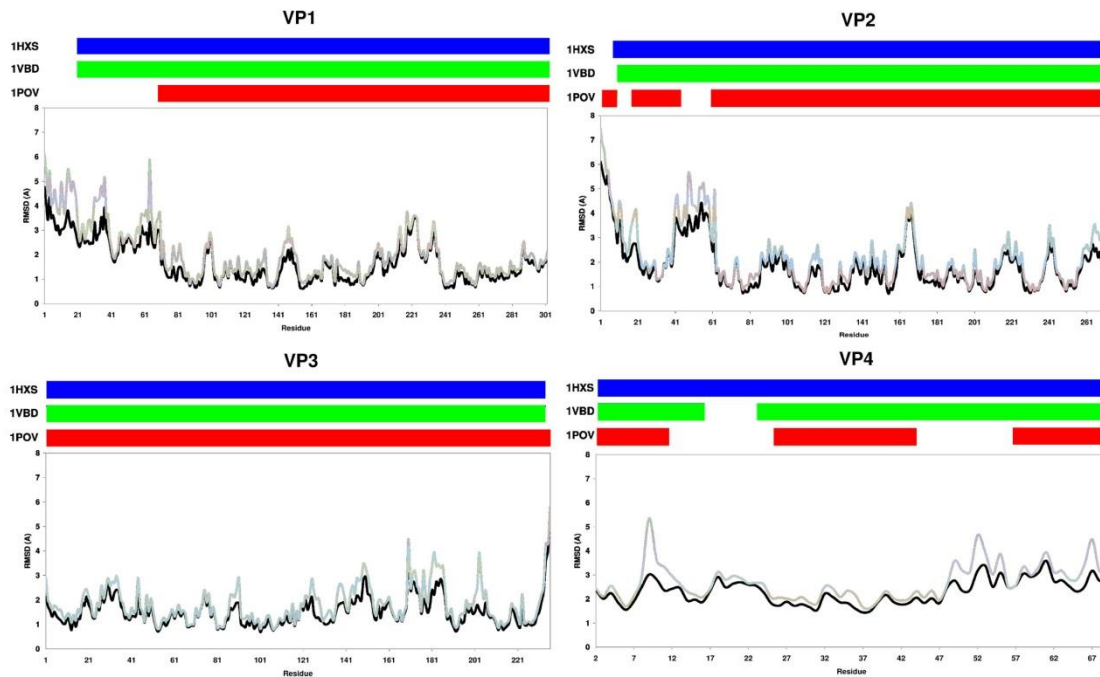 VP1
1HXS
1VBD
1POV
8
7
6
5
4
3
2
1
0
RMSD (A)
1 21 41 61 81 101 121 141 161 181 201 221 241 261 281 301
Residue
VP2
1HXS
1VBD
1POV
8
7
6
5
4
3
2
1
0
RMSD (A)
1 21 41 61 81 101 121 141 161 181 201 221 241 261
Residue
VP3
1HXS
1VBD
1POV
8
7
6
5
4
3
2
1
0
RMSD (A)
1 21 41 61 81 101 121 141 161 181 201 221
Residue
VP4
1HXS
1VBD
1POV
8
7
6
5
4
3
2
1
0
RMSD (A)
2 7 12 17 22 27 32 37 42 47 52 57 62 67
Residue